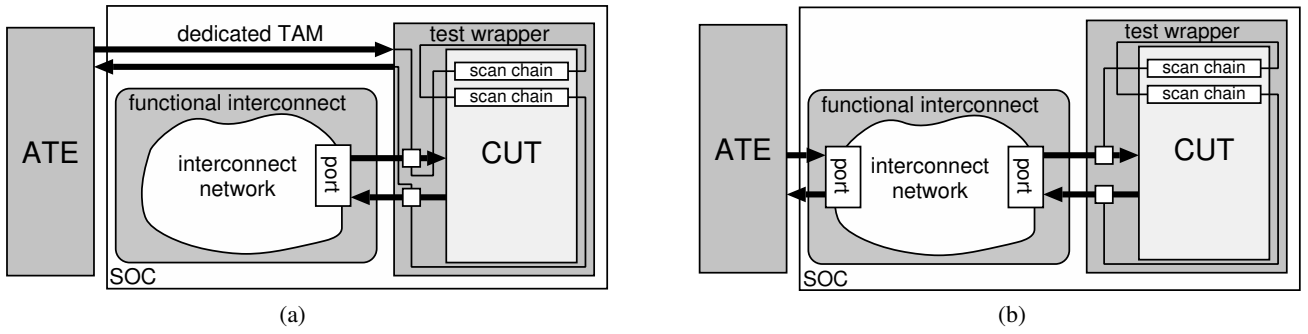 dedicated TAM
test wrapper
scan chain
scan chain
functional interconnect
ATE
interconnect
network
port
CUT
SOC
(a)
test wrapper
scan chain
scan chain
functional interconnect
ATE
port
interconnect
network
port
CUT
SOC
(b)